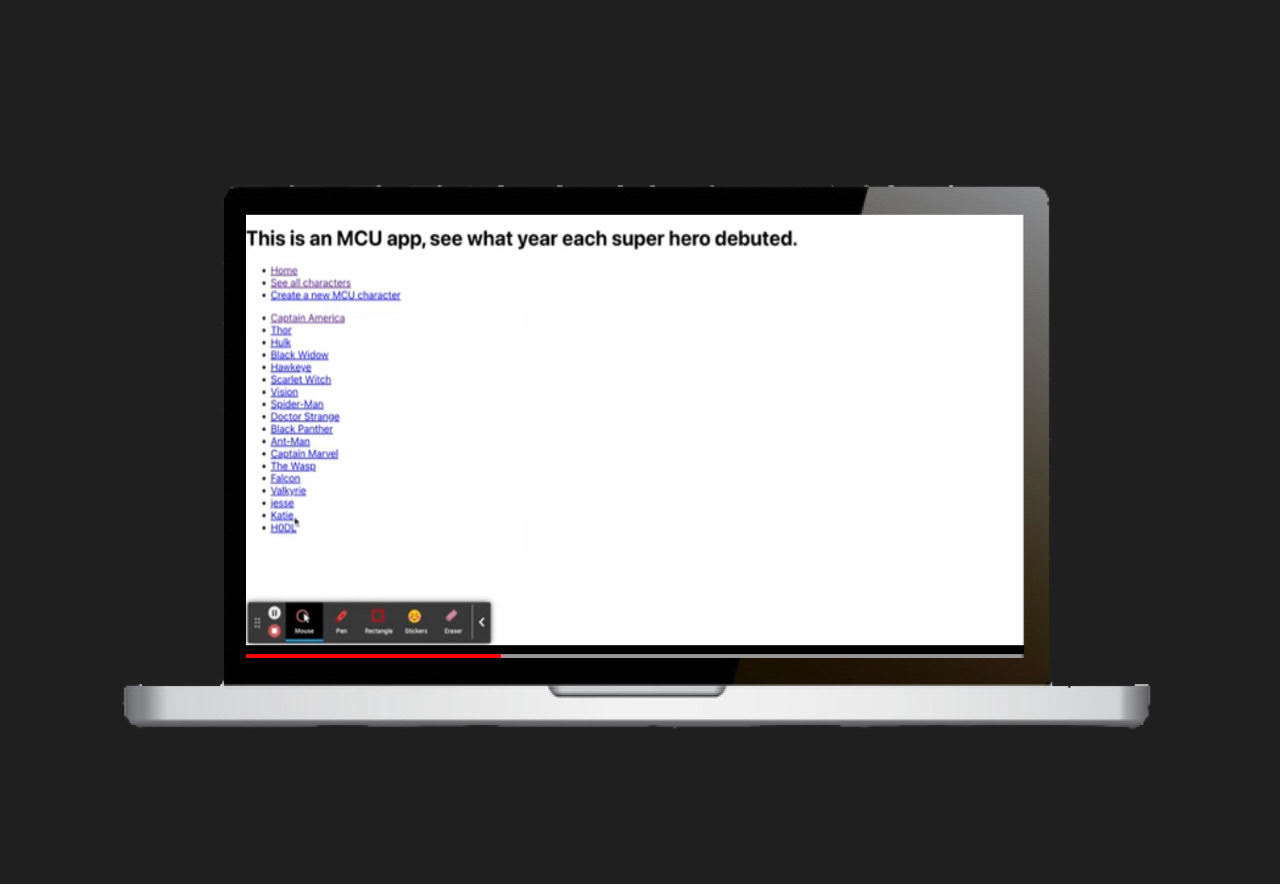 This is an MCU app, see what year each super hero debuted.
Home
See all characters
Create a new MCU character
Captain America
Thor
Hulk
Black Widow
Hawkeye
Scarlet Witch
Vision
Spider-Man
Doctor Strange
Black Panther
Ant-Man
Captain Marvel
The Wasp
Falcon
Valkyrie
jesse
Katie
H0DL
Mouse Pen Rectangle Stickers Eraser